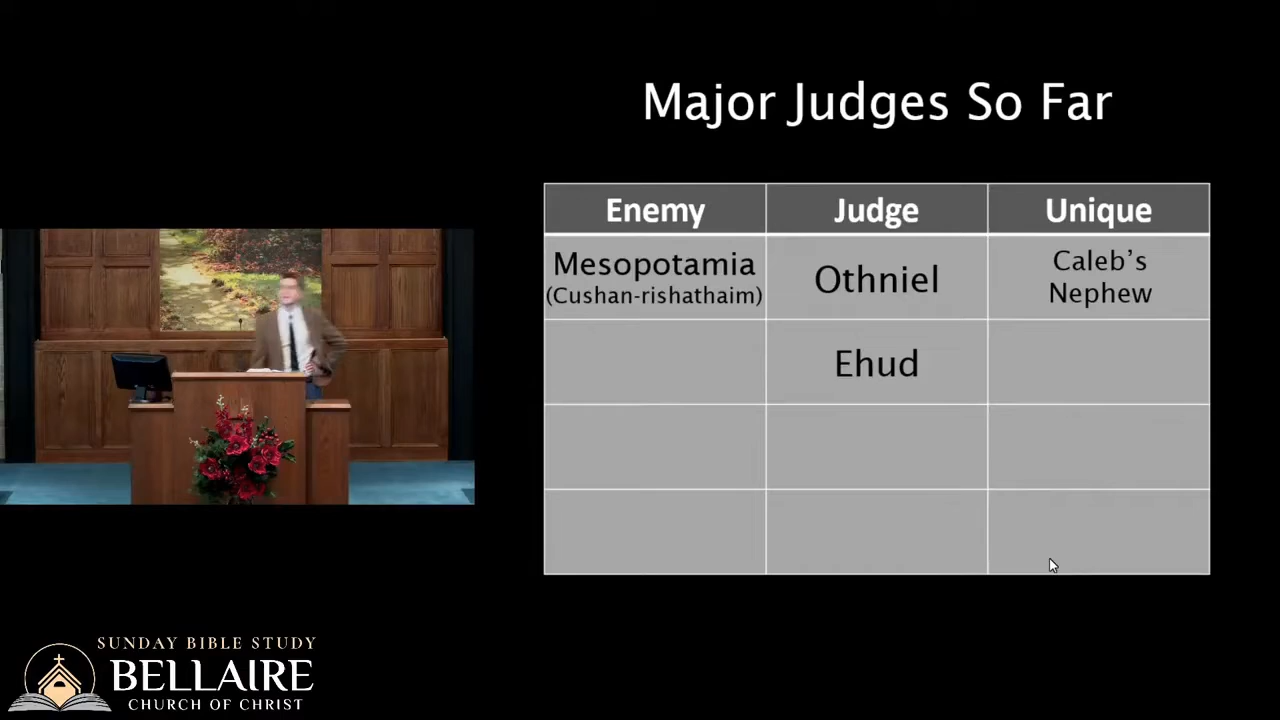 Major Judges So Far
Enemy Judge Unique
Mesopotamia
(Cushan-rishathaim)
Othniel
Caleb's
Nephew
Ehud
SUNDAY BIBLE STUDY
BELLAIRE
CHURCH OF CHRIST